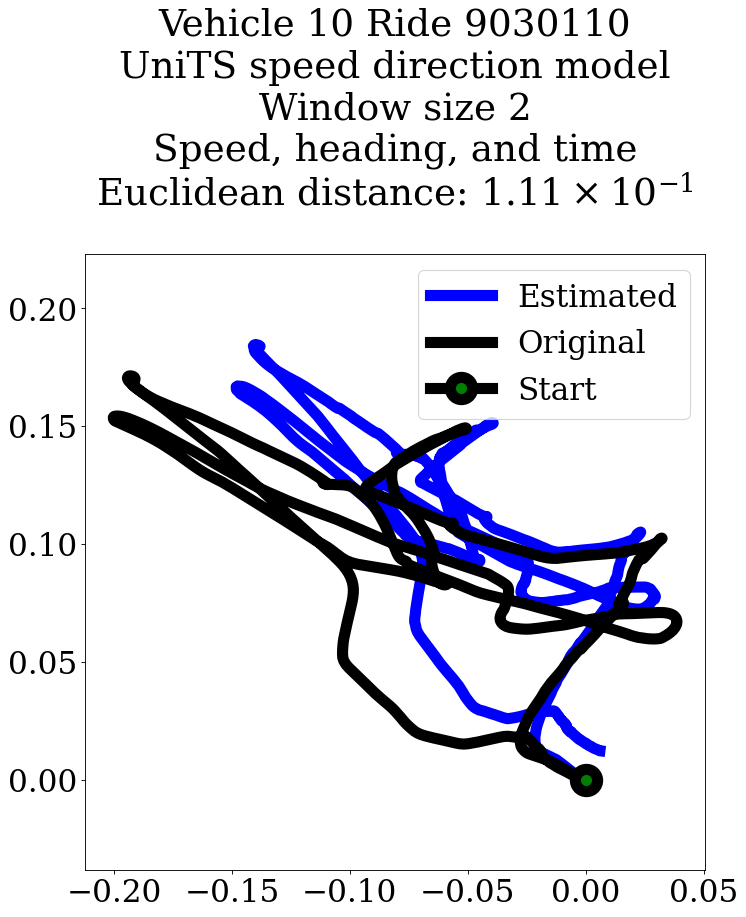 Vehicle 10 Ride 9030110
UniTS speed direction model
Window size 2
Speed, heading, and time
Euclidean distance: 1.11 × 10⁻¹
Estimated
Original
Start
0.20
0.15
0.10
0.05
0.00
−0.20 −0.15 −0.10 −0.05 0.00 0.05